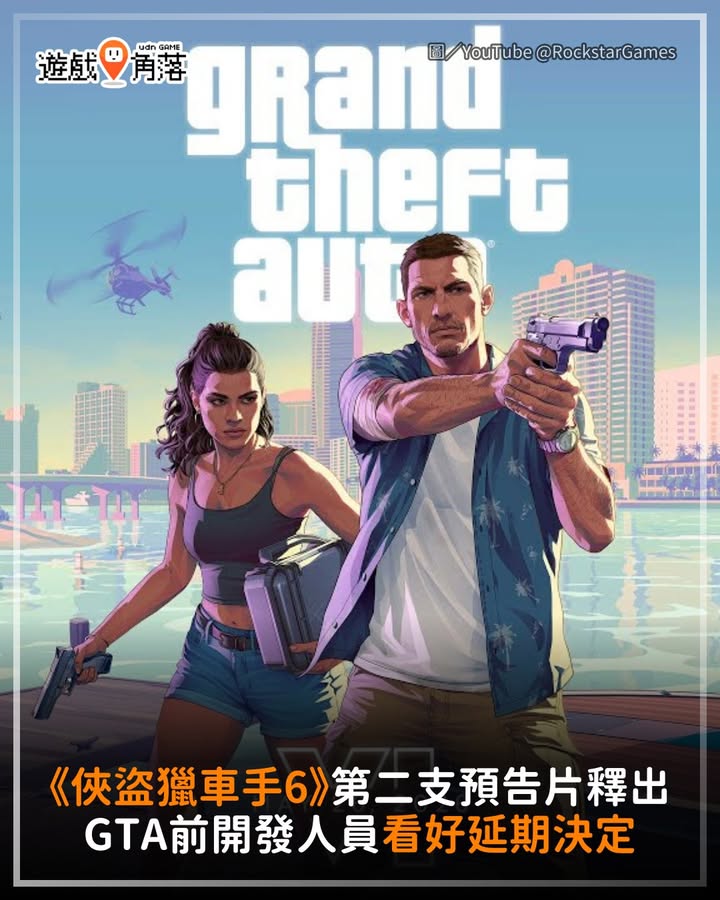 udn GAME
遊戲角落
圖／YouTube @RockstarGames
grand
theft
auto
VI
《俠盜獵車手6》第二支預告片釋出
GTA前開發人員看好延期決定